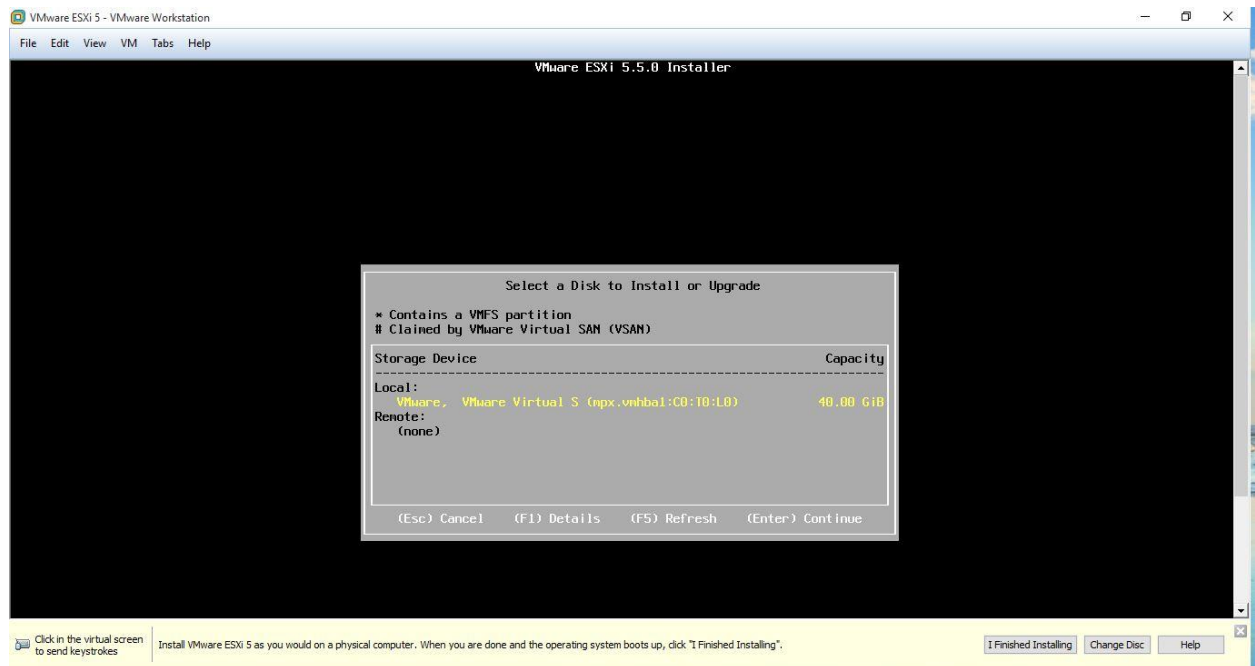 VMware ESXi 5 - VMware Workstation
File Edit View VM Tabs Help
VMware ESXi 5.5.0 Installer
Select a Disk to Install or Upgrade
* Contains a VMFS partition
# Claimed by VMware Virtual SAN (VSAN)
Storage Device Capacity
Local:
VMware, VMware Virtual S (mpx.vmhba1:C0:T0:L0) 40.00 GiB
Remote:
(none)
(Esc) Cancel (F1) Details (F5) Refresh (Enter) Continue
Click in the virtual screen
to send keystrokes
Install VMware ESXi 5 as you would on a physical computer. When you are done and the operating system boots up, click "I Finished Installing".
I Finished Installing Change Disc Help